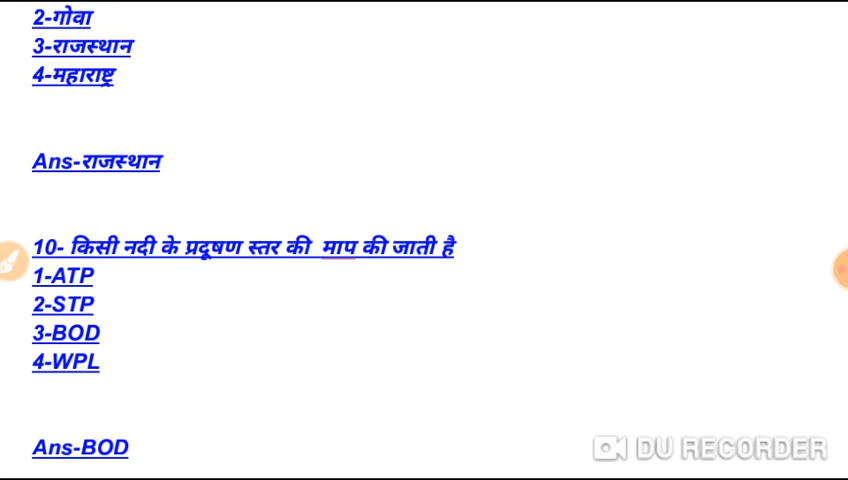 2-गोवा
3-राजस्थान
4-महाराष्ट्र
Ans-राजस्थान
10- किसी नदी के प्रदूषण स्तर की माप की जाती है
1-ATP
2-STP
3-BOD
4-WPL
Ans-BOD
DU RECORDER